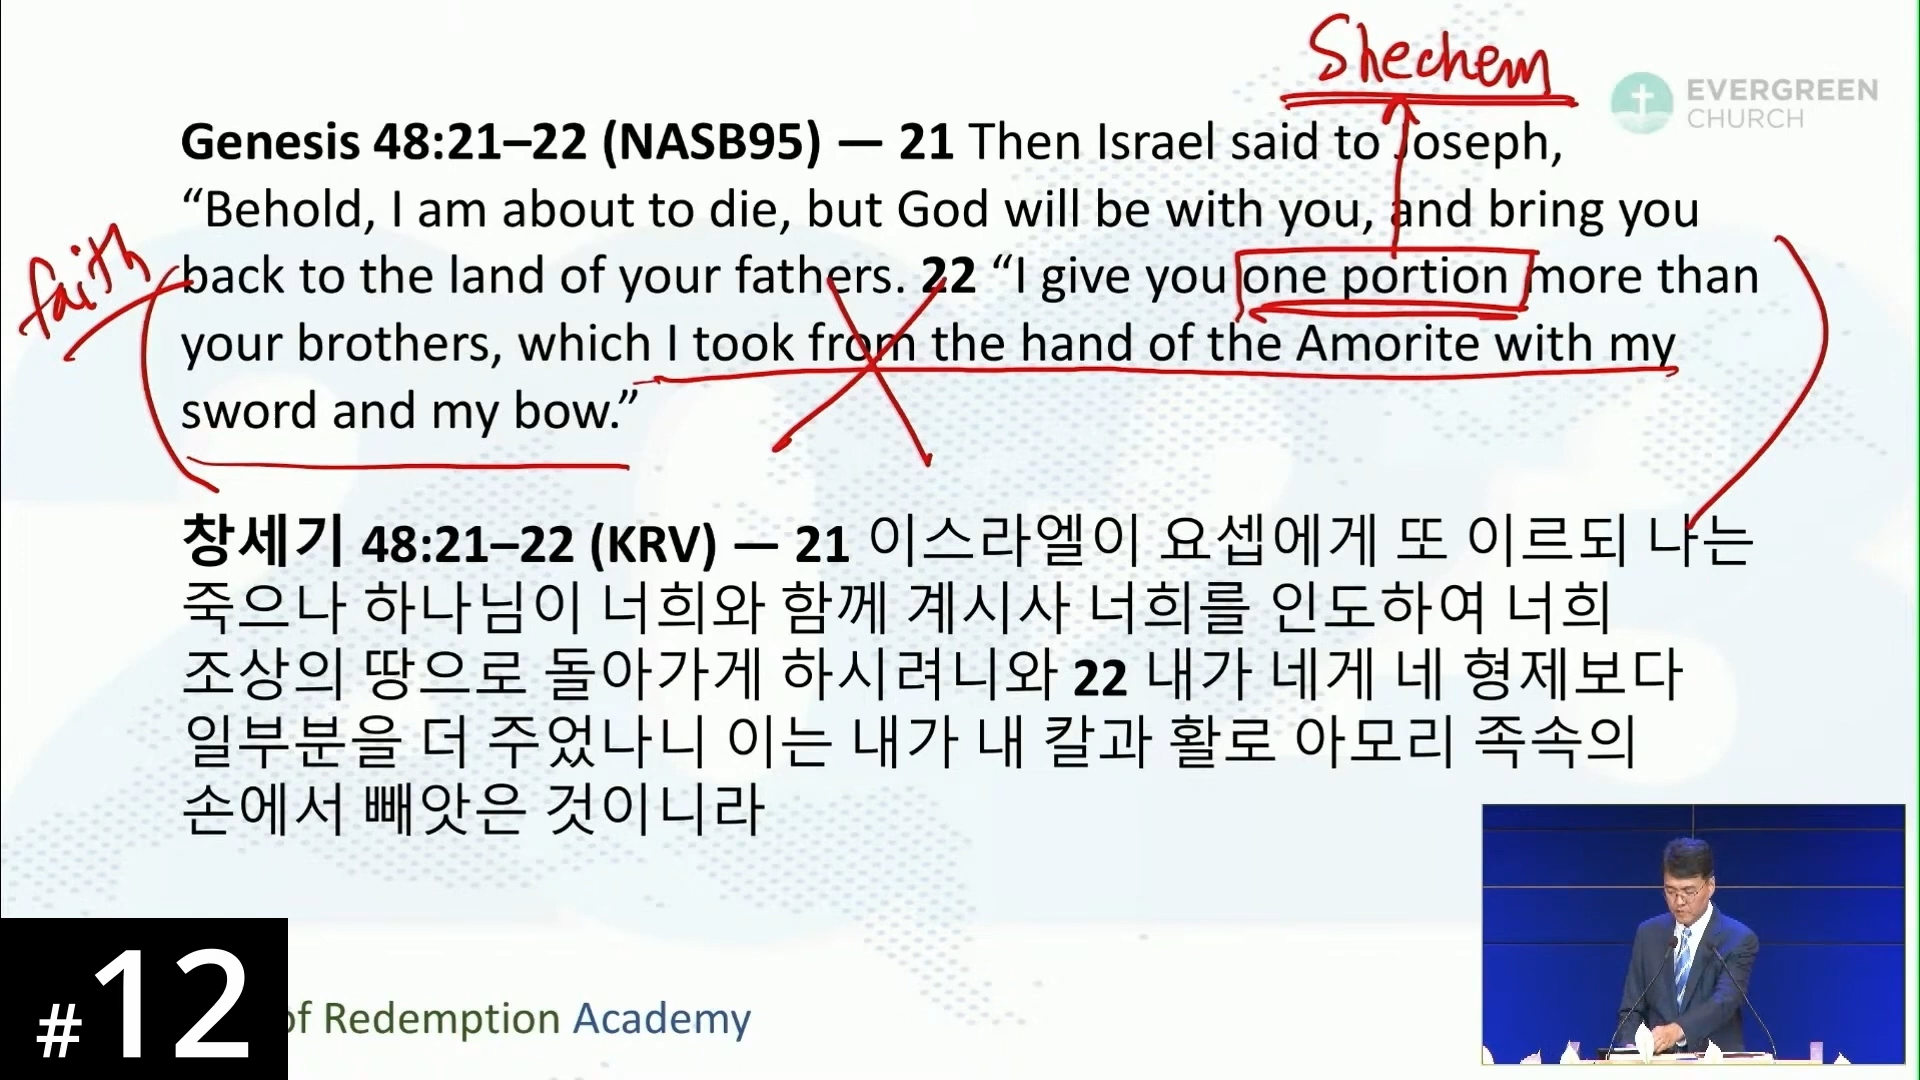 Shechem
EVERGREEN
CHURCH
Genesis 48:21–22 (NASB95) — 21 Then Israel said to Joseph,
“Behold, I am about to die, but God will be with you, and bring you
faith
back to the land of your fathers. 22 “I give you one portion more than
your brothers, which I took from the hand of the Amorite with my
sword and my bow.”
창세기 48:21–22 (KRV) — 21 이스라엘이 요셉에게 또 이르되 나는
죽으나 하나님이 너희와 함께 계시사 너희를 인도하여 너희
조상의 땅으로 돌아가게 하시려니와 22 내가 네게 네 형제보다
일부분을 더 주었나니 이는 내가 내 칼과 활로 아모리 족속의
손에서 빼앗은 것이니라
#12
of Redemption Academy